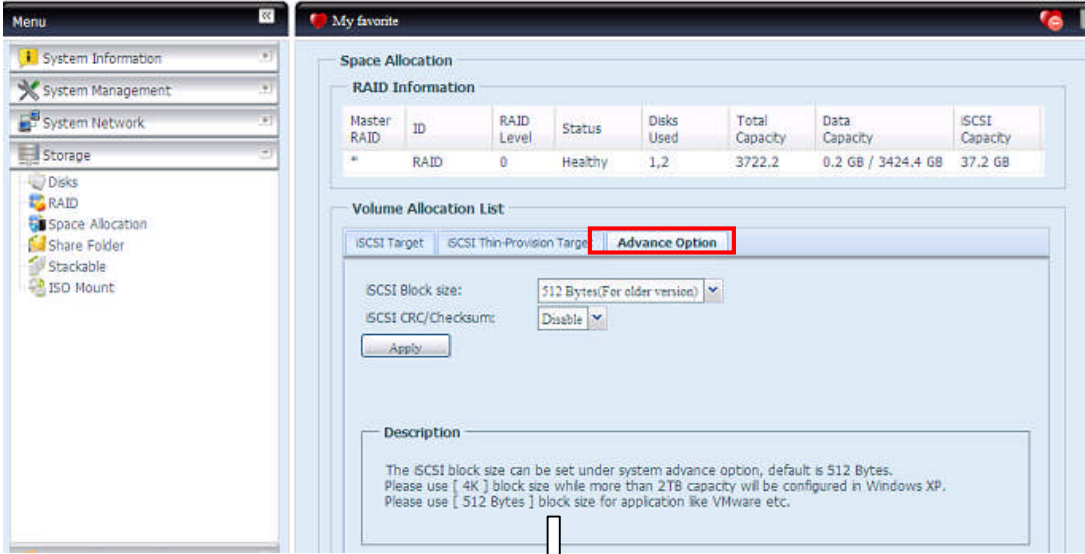 Menu
My favorite
System Information
System Management
System Network
Storage
Disks
RAID
Space Allocation
Share Folder
Stackable
ISO Mount
Space Allocation
RAID Information
Master RAID ID RAID Level Status Disks Used Total Capacity Data Capacity iSCSI Capacity
* RAID 0 Healthy 1,2 3722.2 0.2 GB / 3424.4 GB 37.2 GB
Volume Allocation List
iSCSI Target iSCSI Thin-Provision Target Advance Option
iSCSI Block size: 512 Bytes(For older version)
iSCSI CRC/Checksum: Disable
Apply
Description
The iSCSI block size can be set under system advance option, default is 512 Bytes.
Please use [ 4K ] block size while more than 2TB capacity will be configured in Windows XP.
Please use [ 512 Bytes ] block size for application like VMware etc.